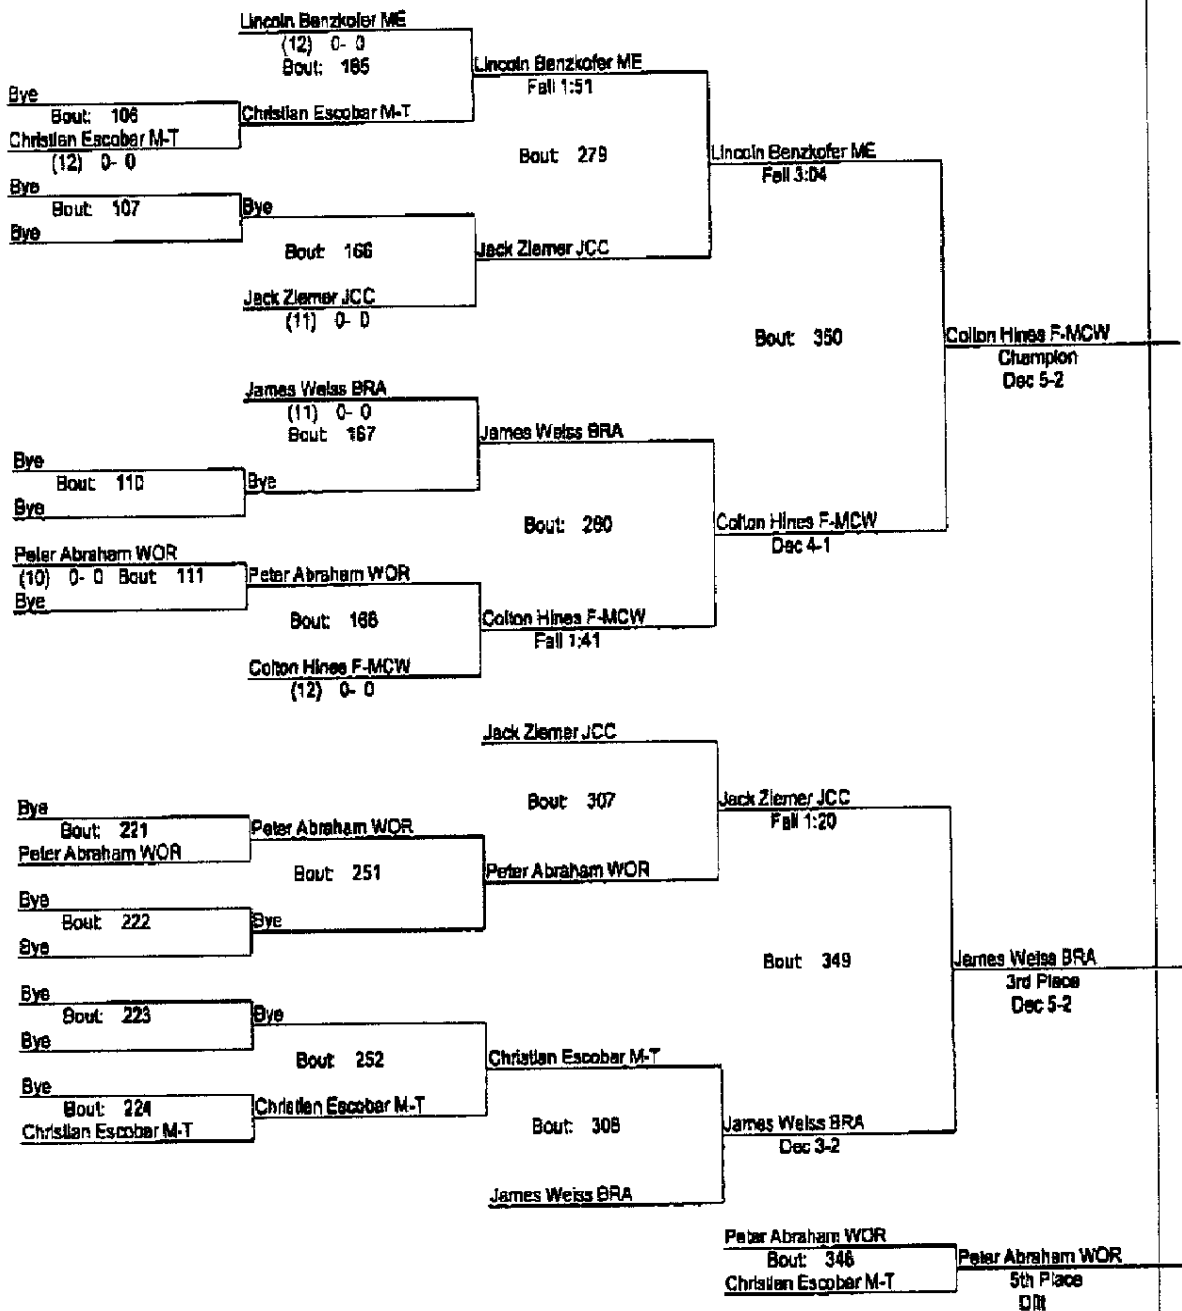 Lincoln Benzkofer ME
(12) 0- 0
Bout: 165
Lincoln Benzkofer ME
Fall 1:51
Bye
Bout: 106
Christian Escobar M-T
Christian Escobar M-T
(12) 0- 0
Bout: 279
Lincoln Benzkofer ME
Fall 3:04
Bye
Bout: 107
Bye
Bye
Bout: 166
Jack Ziemer JCC
Jack Ziemer JCC
(11) 0- 0
Bout: 350
Colton Hines F-MCW
Champion
Dec 5-2
James Weiss BRA
(11) 0- 0
Bout: 167
James Weiss BRA
Bye
Bout: 110
Bye
Bye
Bout: 280
Colton Hines F-MCW
Dec 4-1
Peter Abraham WOR
(10) 0- 0 Bout: 111
Bye
Peter Abraham WOR
Bout: 168
Colton Hines F-MCW
Fall 1:41
Colton Hines F-MCW
(12) 0- 0
Jack Ziemer JCC
Bout: 307
Jack Ziemer JCC
Fall 1:20
Bye
Bout: 221
Peter Abraham WOR
Peter Abraham WOR
Bout: 251
Peter Abraham WOR
Bye
Bout: 222
Bye
Bye
Bout: 349
James Weiss BRA
3rd Place
Dec 5-2
Bye
Bout: 223
Bye
Bye
Bout: 252
Christian Escobar M-T
Bye
Bout: 224
Christian Escobar M-T
Christian Escobar M-T
Bout: 308
James Weiss BRA
Dec 3-2
James Weiss BRA
Peter Abraham WOR
Bout: 348
Christian Escobar M-T
Peter Abraham WOR
5th Place
Dflt